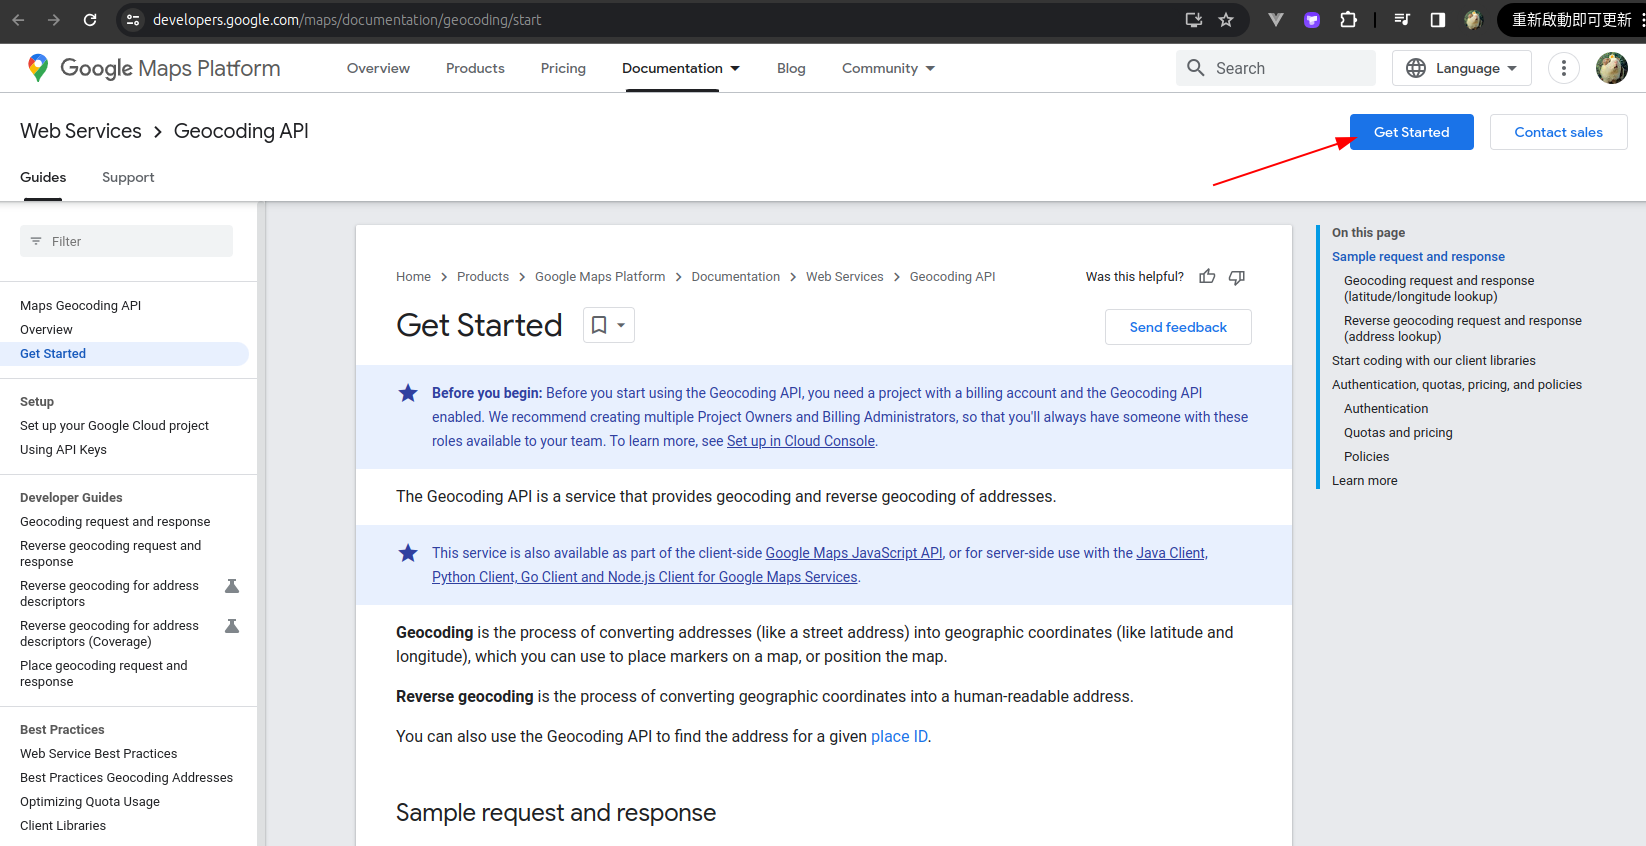 developers.google.com/maps/documentation/geocoding/start
重新啟動即可更新
Google Maps Platform
Overview
Products
Pricing
Documentation
Blog
Community
Search
Language
Web Services
Geocoding API
Get Started
Contact sales
Guides
Support
Filter
Maps Geocoding API
Overview
Get Started
Setup
Set up your Google Cloud project
Using API Keys
Developer Guides
Geocoding request and response
Reverse geocoding request and
response
Reverse geocoding for address
descriptors
Reverse geocoding for address
descriptors (Coverage)
Place geocoding request and
response
Best Practices
Web Service Best Practices
Best Practices Geocoding Addresses
Optimizing Quota Usage
Client Libraries
Home
Products
Google Maps Platform
Documentation
Web Services
Geocoding API
Was this helpful?
Get Started
Send feedback
Before you begin: Before you start using the Geocoding API, you need a project with a billing account and the Geocoding API
enabled. We recommend creating multiple Project Owners and Billing Administrators, so that you'll always have someone with these
roles available to your team. To learn more, see Set up in Cloud Console.
The Geocoding API is a service that provides geocoding and reverse geocoding of addresses.
This service is also available as part of the client-side Google Maps JavaScript API, or for server-side use with the Java Client,
Python Client, Go Client and Node.js Client for Google Maps Services.
Geocoding is the process of converting addresses (like a street address) into geographic coordinates (like latitude and
longitude), which you can use to place markers on a map, or position the map.
Reverse geocoding is the process of converting geographic coordinates into a human-readable address.
You can also use the Geocoding API to find the address for a given place ID.
Sample request and response
On this page
Sample request and response
Geocoding request and response
(latitude/longitude lookup)
Reverse geocoding request and response
(address lookup)
Start coding with our client libraries
Authentication, quotas, pricing, and policies
Authentication
Quotas and pricing
Policies
Learn more